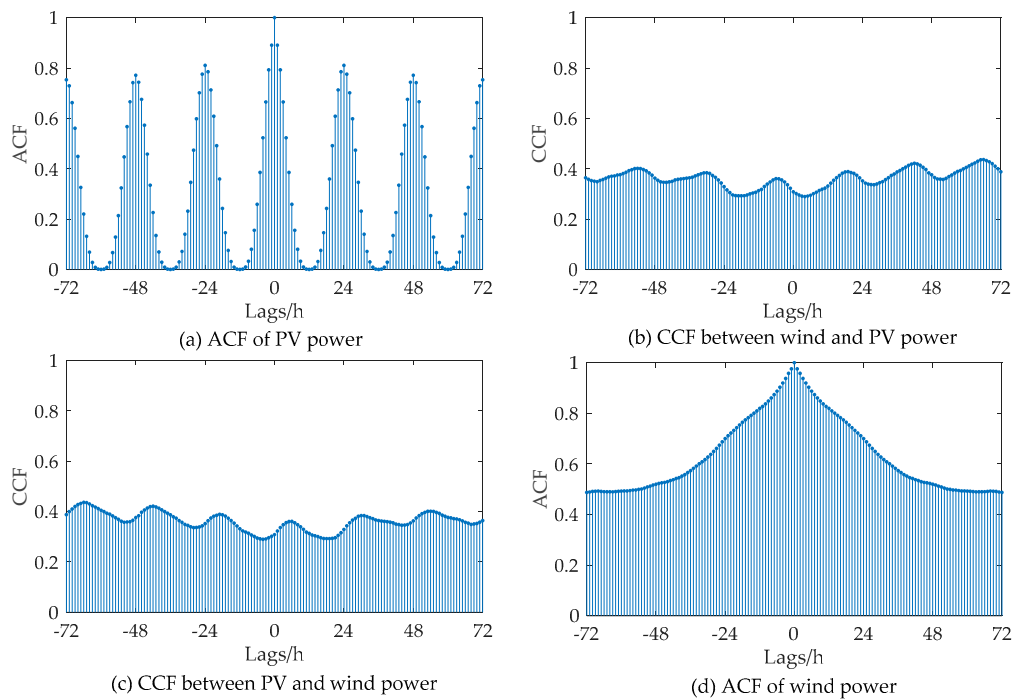 1
0.8
0.6
0.4
0.2
0
ACF
-72 -48 -24 0 24 48 72
Lags/h
(a) ACF of PV power
1
0.8
0.6
0.4
0.2
0
CCF
-72 -48 -24 0 24 48 72
Lags/h
(b) CCF between wind and PV power
1
0.8
0.6
0.4
0.2
0
CCF
-72 -48 -24 0 24 48 72
Lags/h
(c) CCF between PV and wind power
1
0.8
0.6
0.4
0.2
0
ACF
-72 -48 -24 0 24 48 72
Lags/h
(d) ACF of wind power